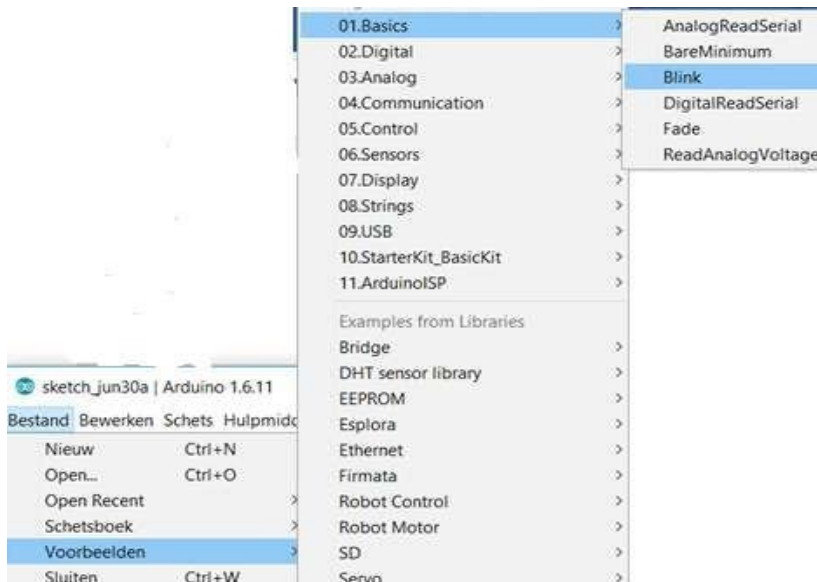 01.Basics
02.Digital
03.Analog
04.Communication
05.Control
06.Sensors
07.Display
08.Strings
09.USB
10.StarterKit_BasicKit
11.ArduinoISP
Examples from Libraries
Bridge
DHT sensor library
EEPROM
Esplora
Ethernet
Firmata
Robot Control
Robot Motor
SD
Servo
AnalogReadSerial
BareMinimum
Blink
DigitalReadSerial
Fade
ReadAnalogVoltage
sketch_jun30a | Arduino 1.6.11
Bestand Bewerken Schets Hulpmidd
Nieuw Ctrl+N
Open... Ctrl+O
Open Recent
Schetsboek
Voorbeelden
Sluiten Ctrl+W